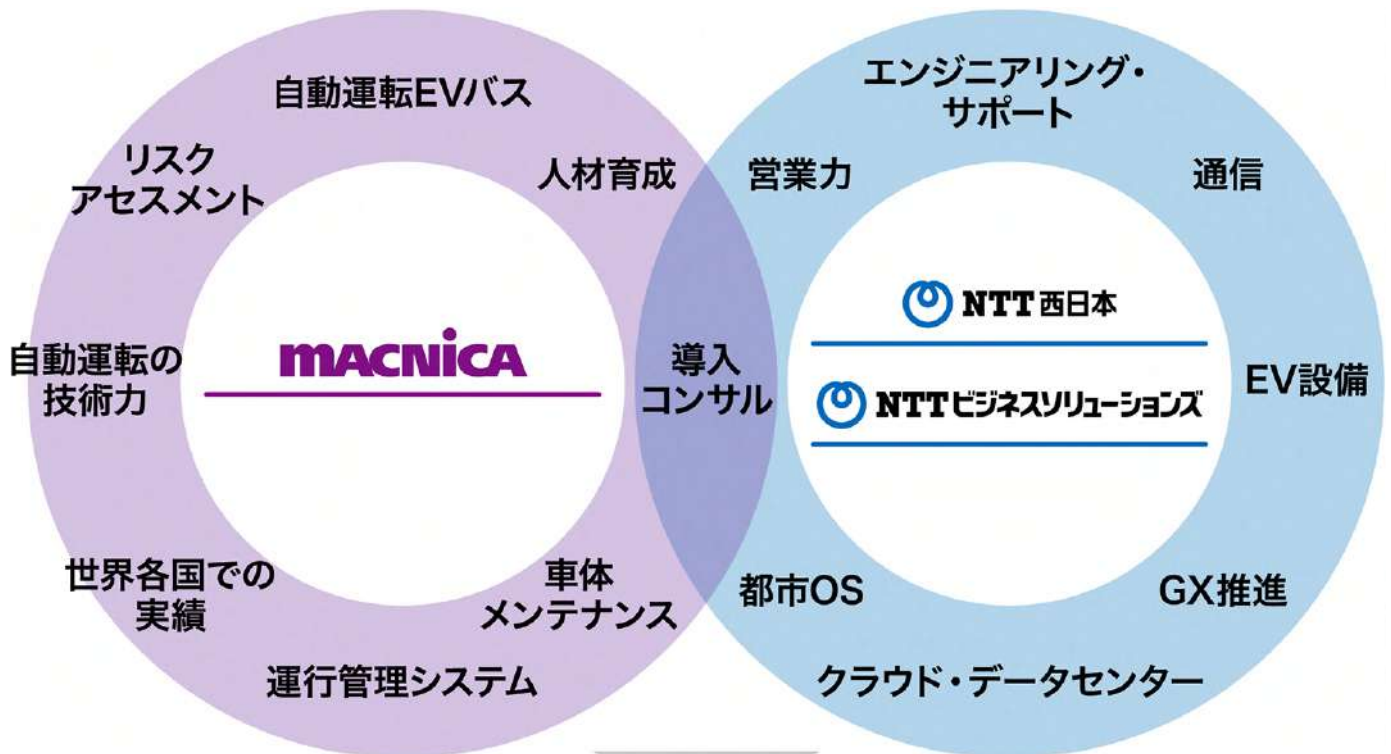 自動運転EVバス
リスク
アセスメント
人材育成
自動運転の
技術力
macnica
導入
コンサル
世界各国での
実績
車体
メンテナンス
運行管理システム
エンジニアリング・
サポート
営業力
通信
NTT西日本
NTTビジネスソリューションズ
EV設備
都市OS
GX推進
クラウド・データセンター